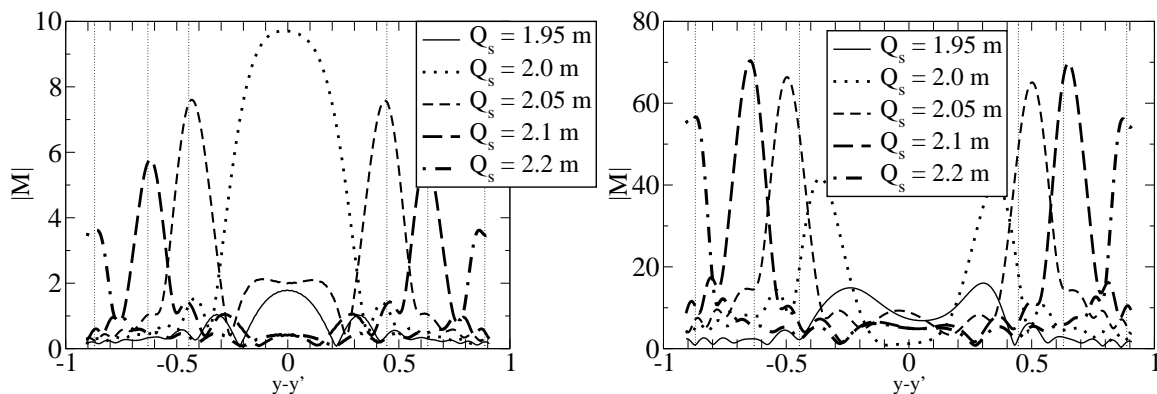 10
8
6
4
2
0
|M|
-1
-0.5
0
0.5
1
y-y'
Q_s = 1.95 m
Q_s = 2.0 m
Q_s = 2.05 m
Q_s = 2.1 m
Q_s = 2.2 m
80
60
40
20
0
|M|
-1
-0.5
0
0.5
1
y-y'
Q_s = 1.95 m
Q_s = 2.0 m
Q_s = 2.05 m
Q_s = 2.1 m
Q_s = 2.2 m